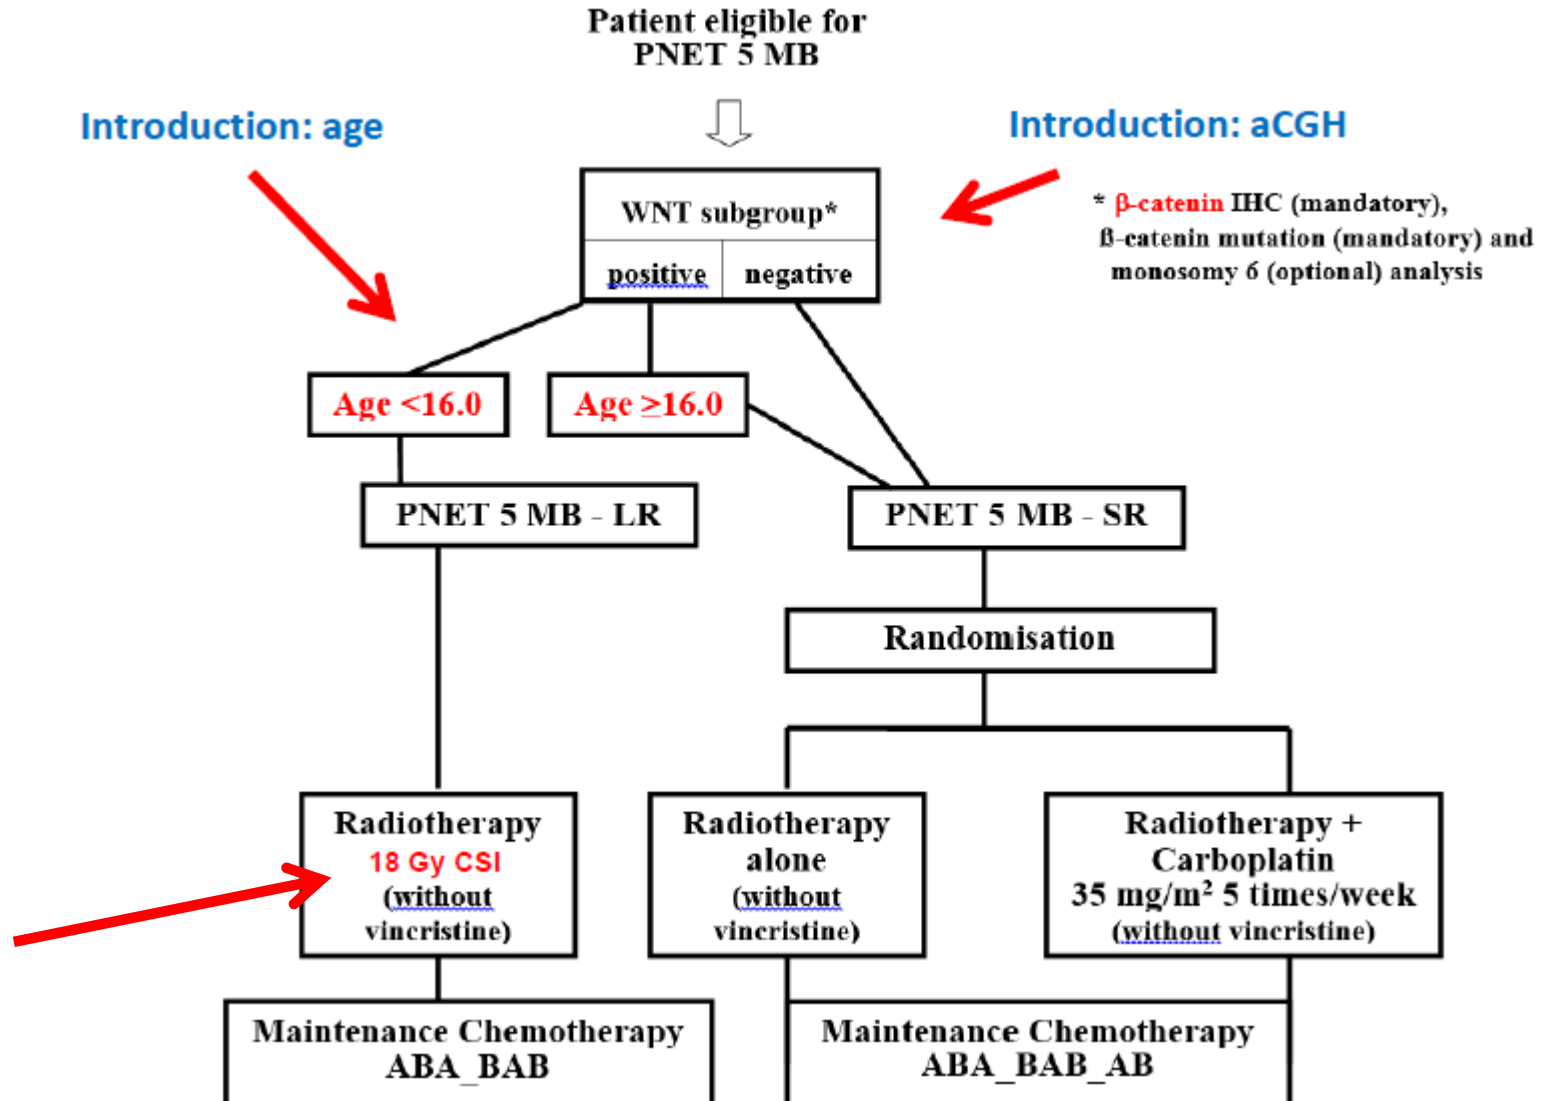 Patient eligible for
PNET 5 MB
Introduction: age
Introduction: aCGH
WNT subgroup*
positive
negative
* β-catenin IHC (mandatory),
ß-catenin mutation (mandatory) and
monosomy 6 (optional) analysis
Age <16.0
Age ≥16.0
PNET 5 MB - LR
PNET 5 MB - SR
Randomisation
Radiotherapy
18 Gy CSI
(without
vincristine)
Radiotherapy
alone
(without
vincristine)
Radiotherapy +
Carboplatin
35 mg/m² 5 times/week
(without vincristine)
Maintenance Chemotherapy
ABA_BAB
Maintenance Chemotherapy
ABA_BAB_AB